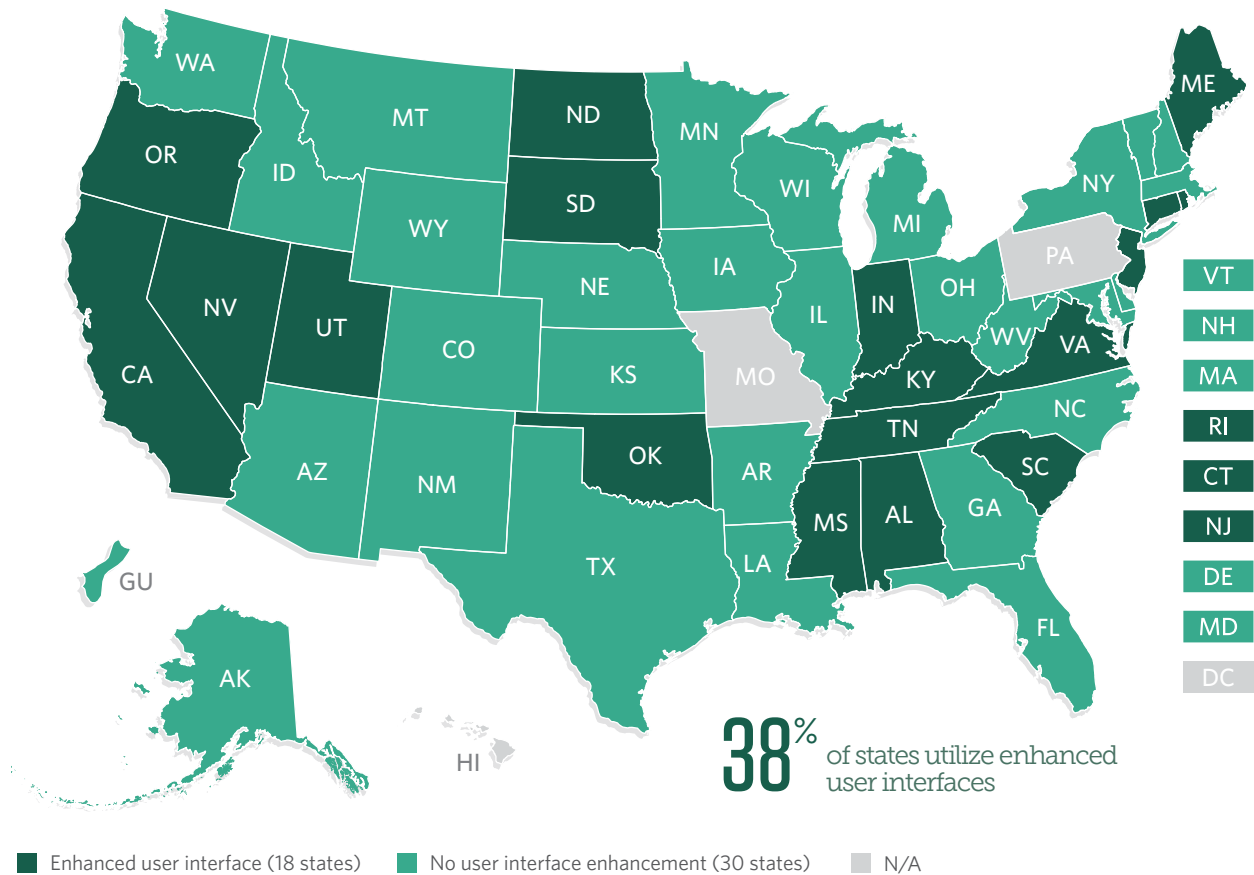 WA
MT
ND
MN
ME
OR
ID
SD
WI
NY
WY
MI
IA
PA
NE
VT
NV
UT
CO
IL
IN
OH
NH
WV
VA
CA
KS
MO
KY
MA
NC
TN
RI
AZ
NM
OK
AR
SC
CT
MS
AL
GA
NJ
GU
TX
LA
DE
FL
MD
AK
DC
HI
38%
of states utilize enhanced
user interfaces
Enhanced user interface (18 states) No user interface enhancement (30 states) N/A